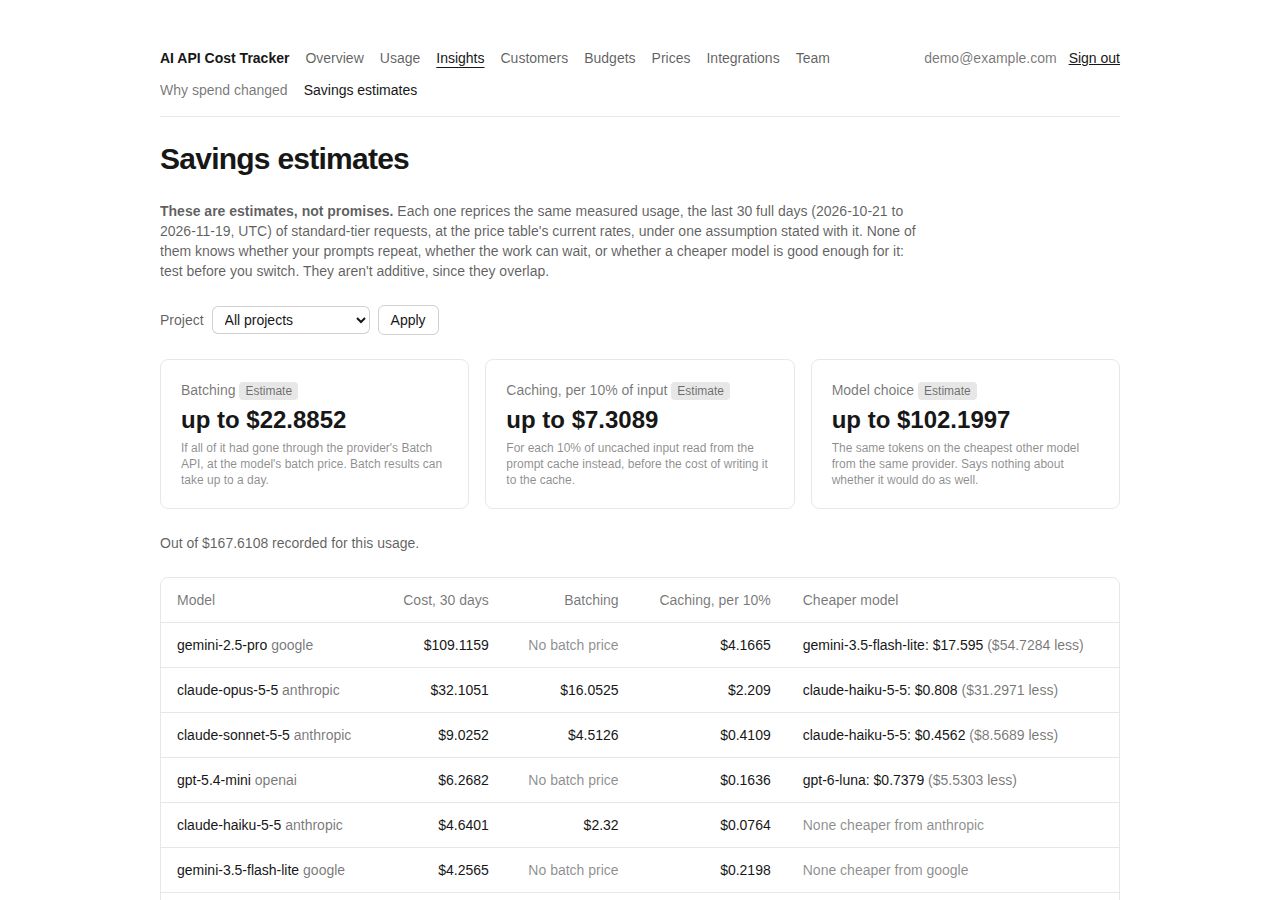 AI API Cost Tracker Overview Usage Insights Customers Budgets Prices Integrations Team demo@example.com Sign out
Why spend changed Savings estimates
Savings estimates
These are estimates, not promises. Each one reprices the same measured usage, the last 30 full days (2026-10-21 to
2026-11-19, UTC) of standard-tier requests, at the price table's current rates, under one assumption stated with it. None of
them knows whether your prompts repeat, whether the work can wait, or whether a cheaper model is good enough for it:
test before you switch. They aren't additive, since they overlap.
Project All projects Apply
Batching Estimate
up to $22.8852
If all of it had gone through the provider's Batch
API, at the model's batch price. Batch results can
take up to a day.
Caching, per 10% of input Estimate
up to $7.3089
For each 10% of uncached input read from the
prompt cache instead, before the cost of writing it
to the cache.
Model choice Estimate
up to $102.1997
The same tokens on the cheapest other model
from the same provider. Says nothing about
whether it would do as well.
Out of $167.6108 recorded for this usage.
Model Cost, 30 days Batching Caching, per 10% Cheaper model
gemini-2.5-pro google $109.1159 No batch price $4.1665 gemini-3.5-flash-lite: $17.595 ($54.7284 less)
claude-opus-5-5 anthropic $32.1051 $16.0525 $2.209 claude-haiku-5-5: $0.808 ($31.2971 less)
claude-sonnet-5-5 anthropic $9.0252 $4.5126 $0.4109 claude-haiku-5-5: $0.4562 ($8.5689 less)
gpt-5.4-mini openai $6.2682 No batch price $0.1636 gpt-6-luna: $0.7379 ($5.5303 less)
claude-haiku-5-5 anthropic $4.6401 $2.32 $0.0764 None cheaper from anthropic
gemini-3.5-flash-lite google $4.2565 No batch price $0.2198 None cheaper from google